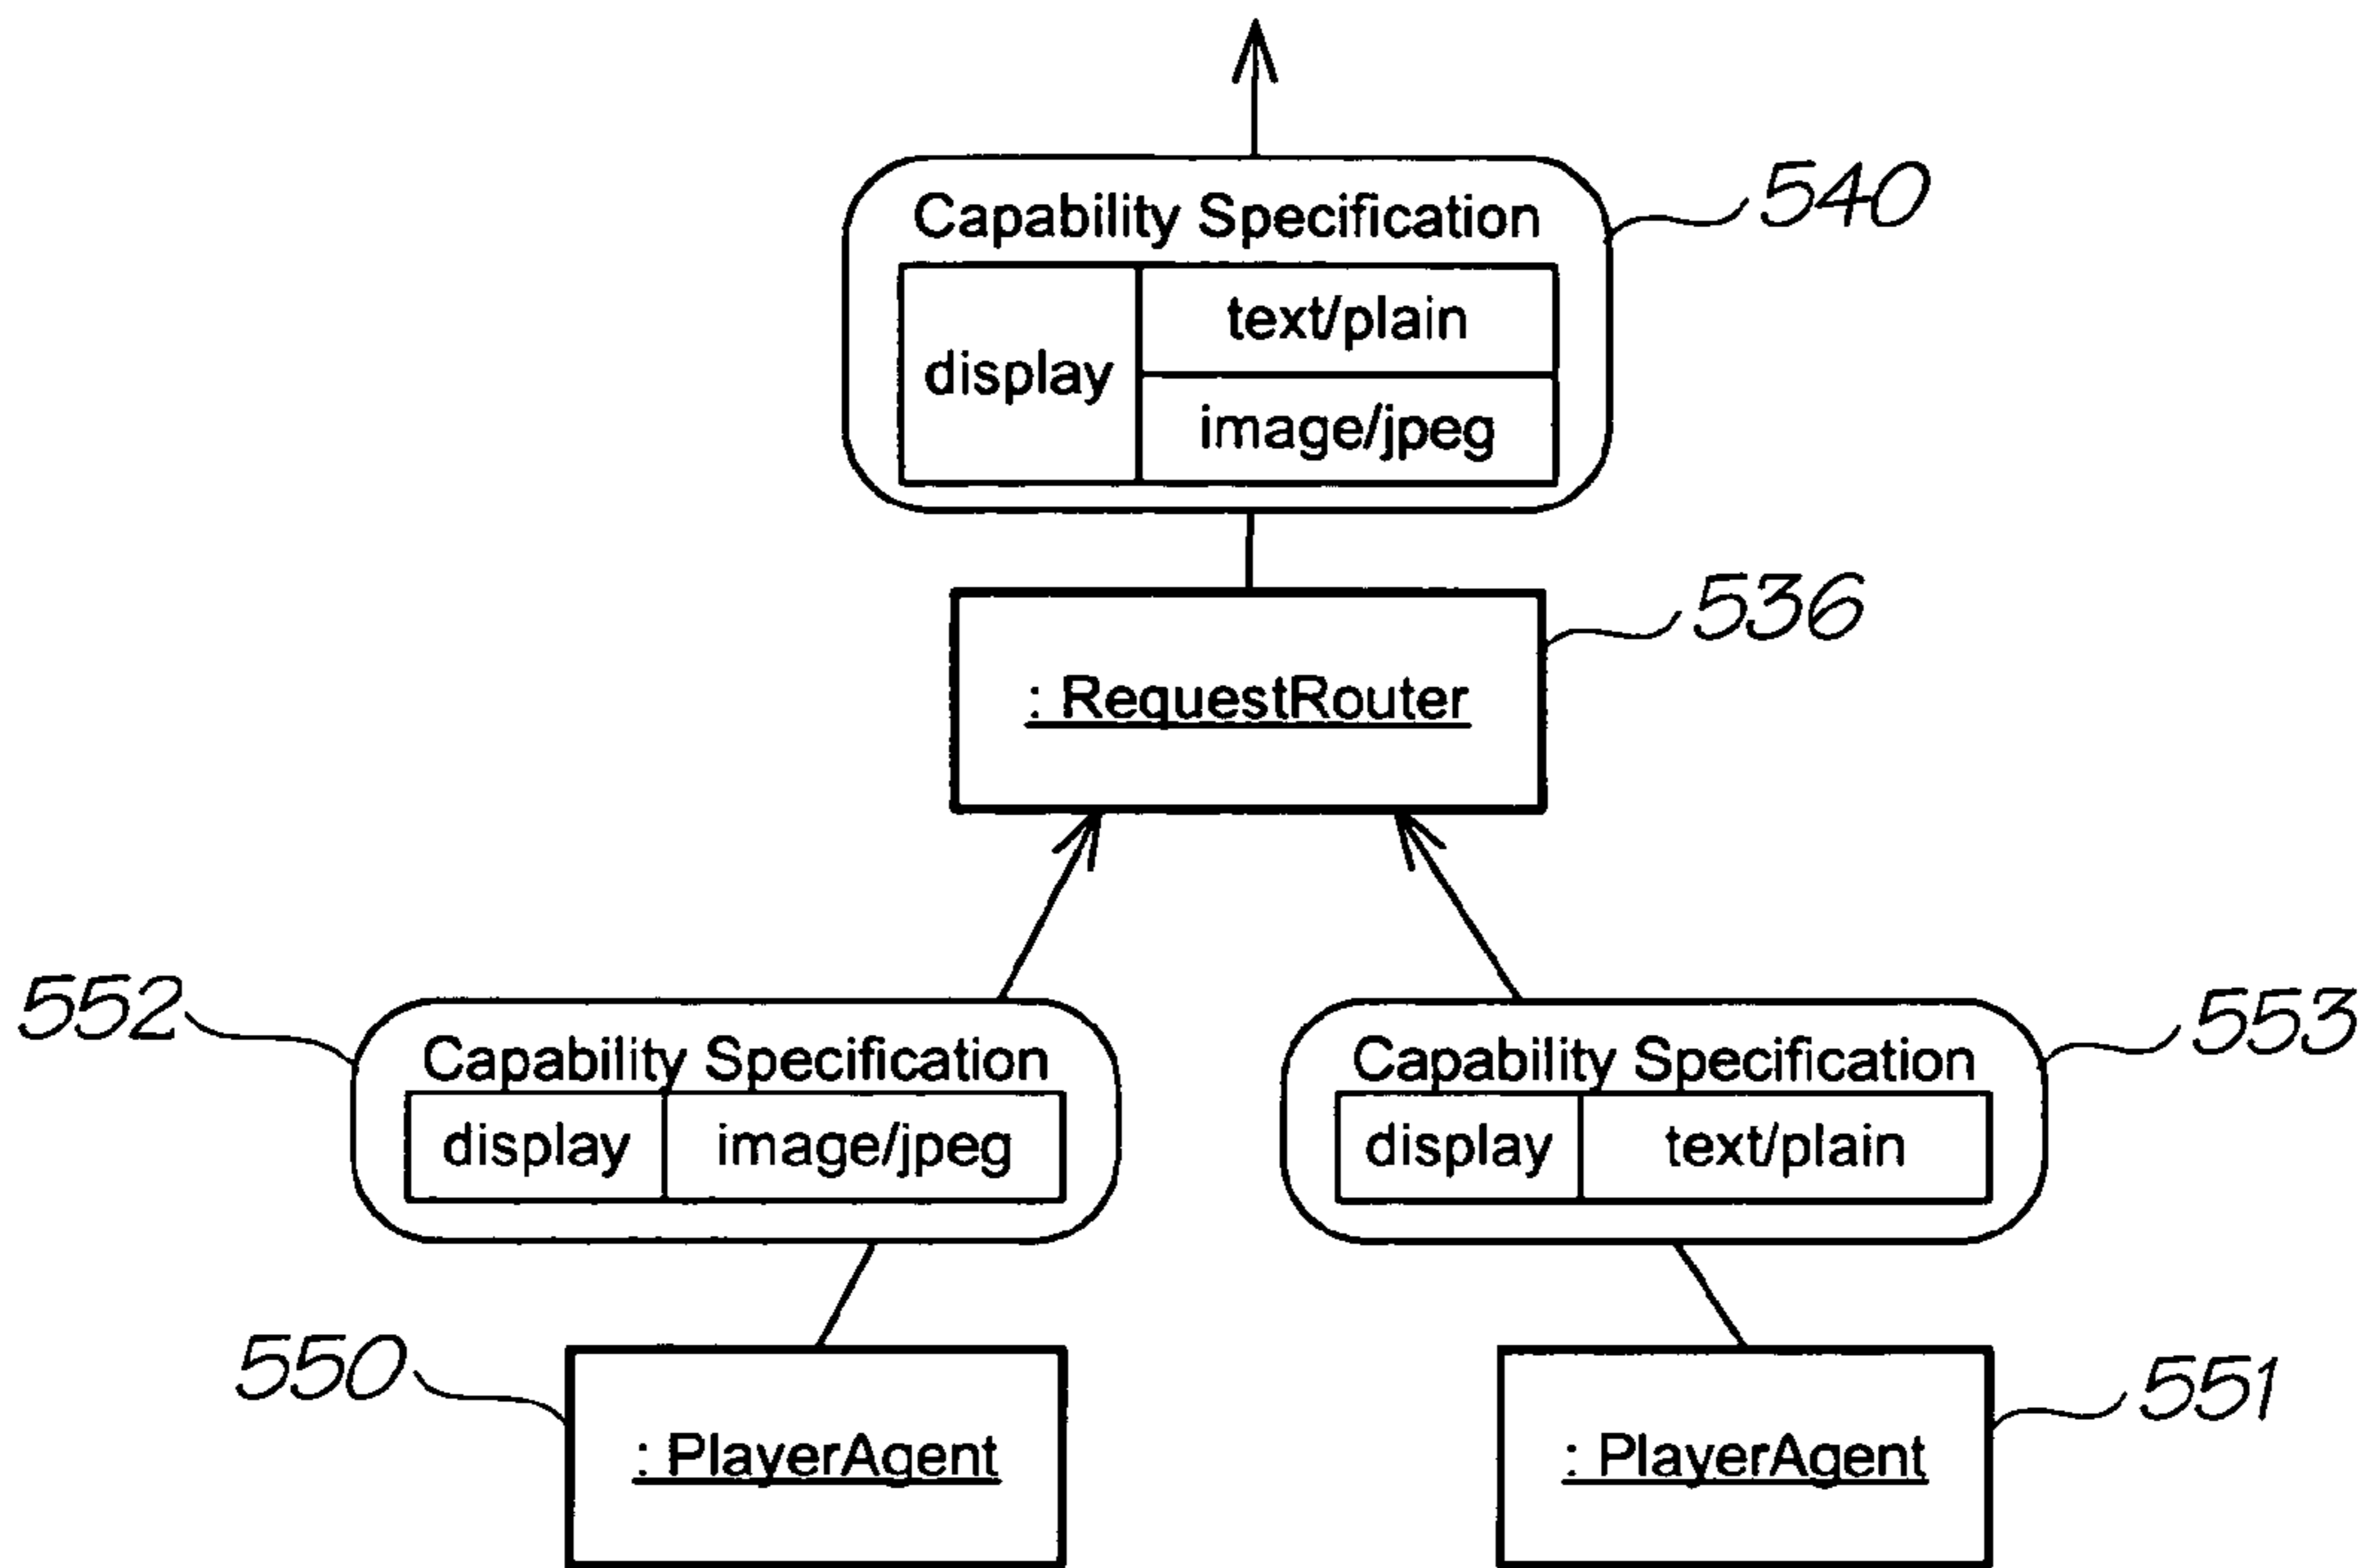 Capability Specification
540
display
text/plain
image/jpeg
536
: RequestRouter
552
Capability Specification
display image/jpeg
553
Capability Specification
display text/plain
550
: PlayerAgent
551
: PlayerAgent